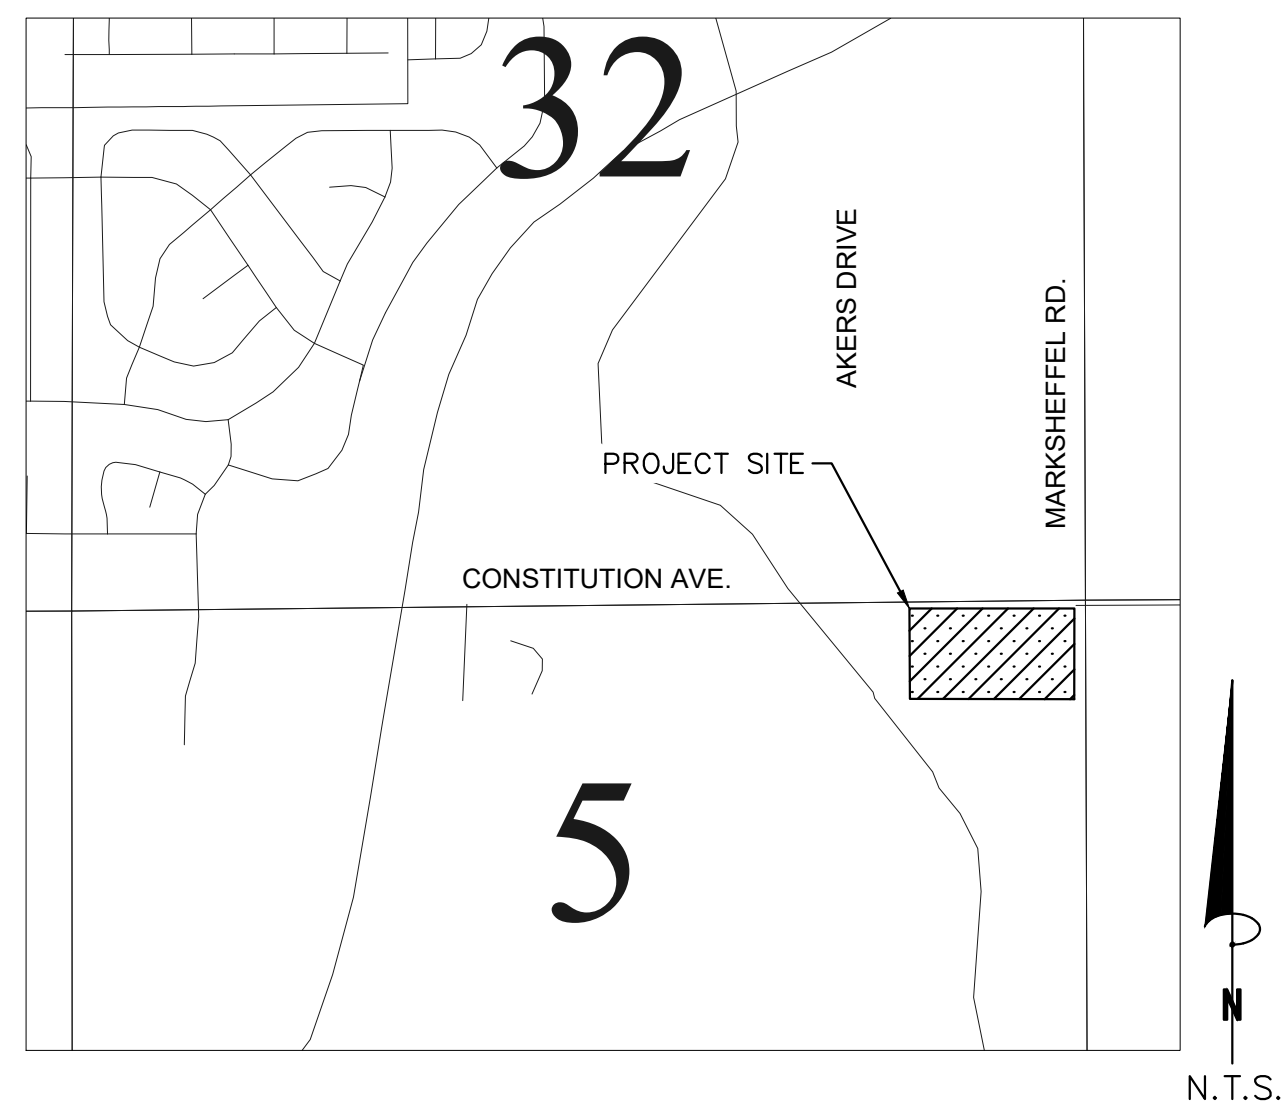 32
AKERS DRIVE
MARKSHEFFEL RD.
PROJECT SITE
CONSTITUTION AVE.
5
N
N.T.S.